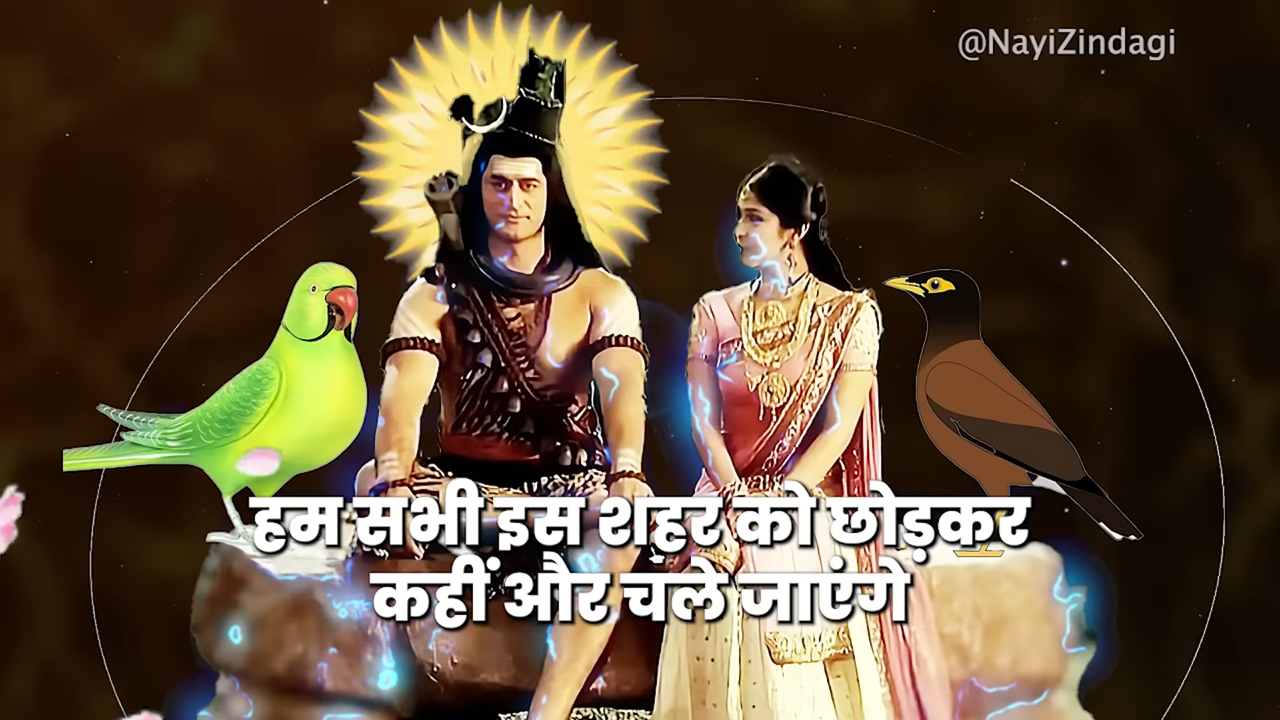 @NayiZindagi
हम सभी इस शहर को छोड़कर
कहीं और चले जाएंगे